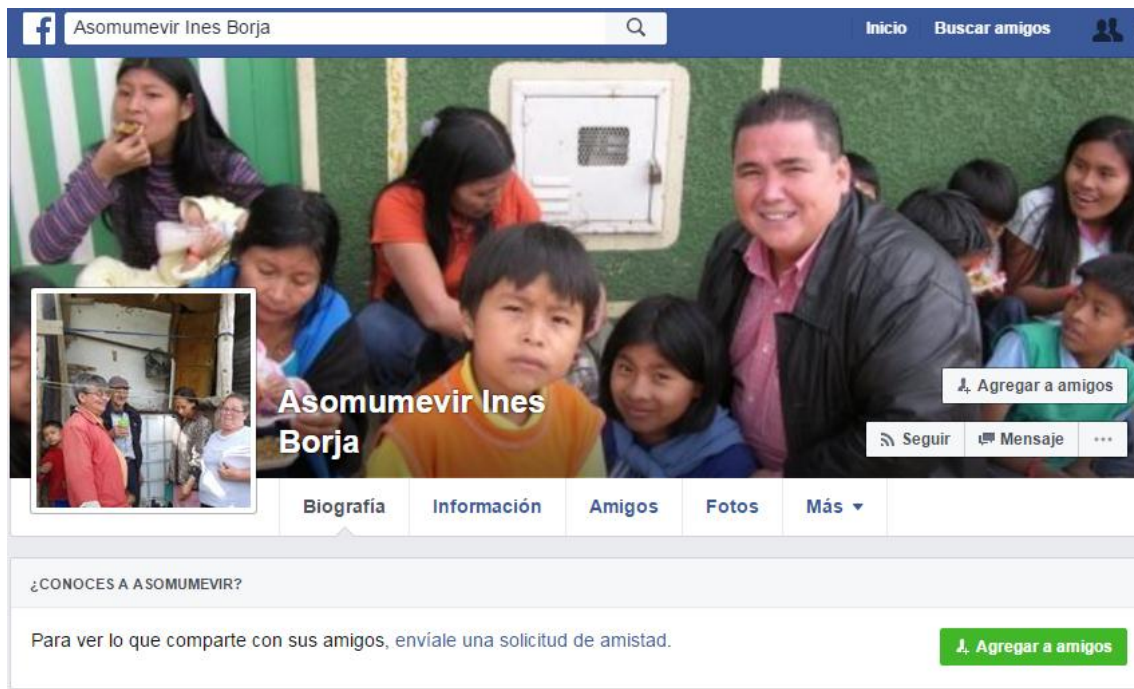 Asomumevir Ines Borja
Inicio
Buscar amigos
Agregar a amigos
Asomumevir Ines
Borja
Seguir
Mensaje
Biografía
Información
Amigos
Fotos
Más
¿CONOCES A ASOMUMEVIR?
Para ver lo que comparte con sus amigos, envíale una solicitud de amistad.
Agregar a amigos